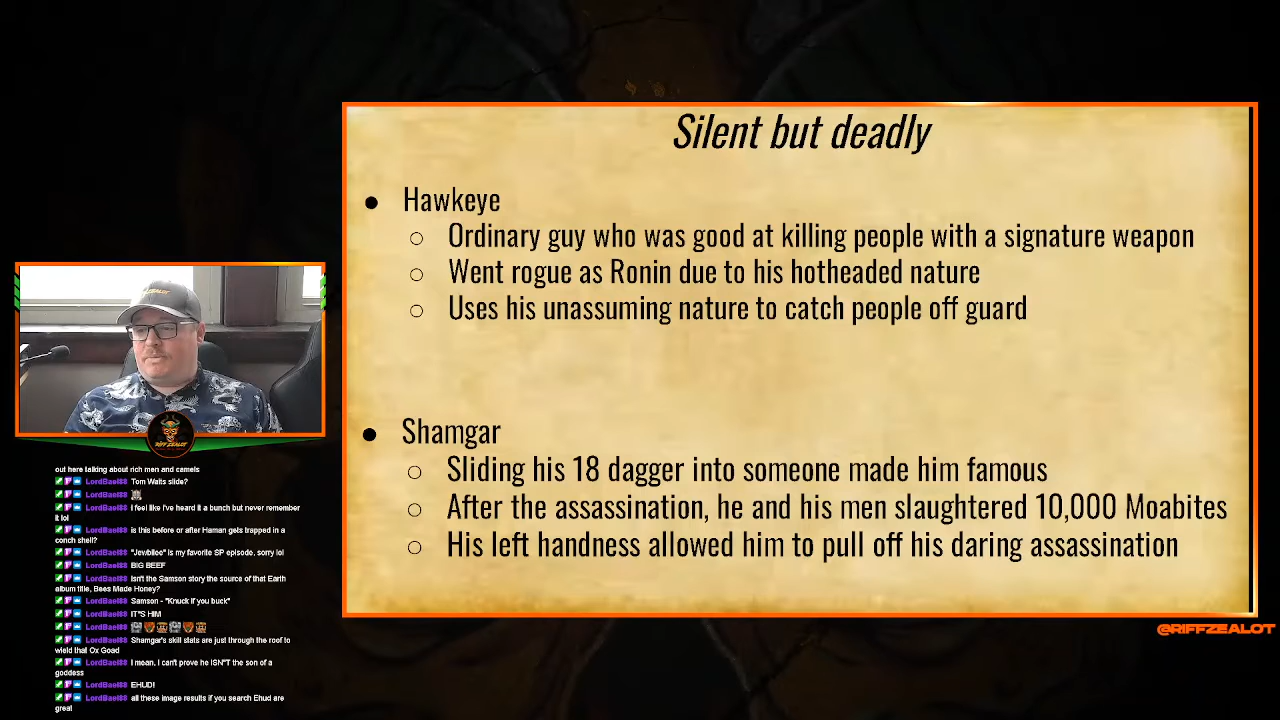 Silent but deadly
● Hawkeye
○ Ordinary guy who was good at killing people with a signature weapon
○ Went rogue as Ronin due to his hotheaded nature
○ Uses his unassuming nature to catch people off guard
● Shamgar
○ Sliding his 18 dagger into someone made him famous
○ After the assassination, he and his men slaughtered 10,000 Moabites
○ His left handness allowed him to pull off his daring assassination
@RIFFZEALOT
RIFF ZEALOT
out here talking about rich men and camels
LordBael88 Tom Waits slide?
LordBael88
LordBael88 I feel like I've heard it a bunch but never remember
it lol
LordBael88 is this before or after Haman gets trapped in a
conch shell?
LordBael88 "Jewbilee" is my favorite SP episode, sorry lol
LordBael88 BIG BEEF
LordBael88 Isn't the Samson story the source of that Earth
album title, Bees Made Honey?
LordBael88 Samson - "Knuck if you buck"
LordBael88 IT"S HIM
LordBael88
LordBael88 Shamgar's skill stats are just through the roof to
wield that Ox Goad
LordBael88 I mean, I can't prove he ISN"T the son of a
goddess
LordBael88 EHUD!
LordBael88 all these image results if you search Ehud are
great